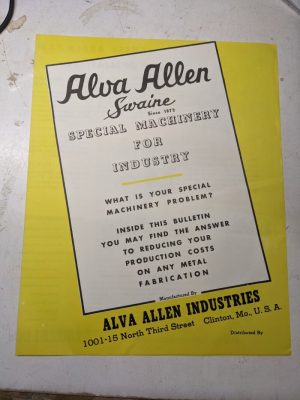 Alva Allen
Swaine
Since 1875
SPECIAL MACHINERY
FOR
INDUSTRY
WHAT IS YOUR SPECIAL
MACHINERY PROBLEM?
INSIDE THIS BULLETIN
YOU MAY FIND THE ANSWER
TO REDUCING YOUR
PRODUCTION COSTS
ON ANY METAL
FABRICATION
Manufactured By
ALVA ALLEN INDUSTRIES
1001-15 North Third Street Clinton, Mo., U. S. A.
Distributed By